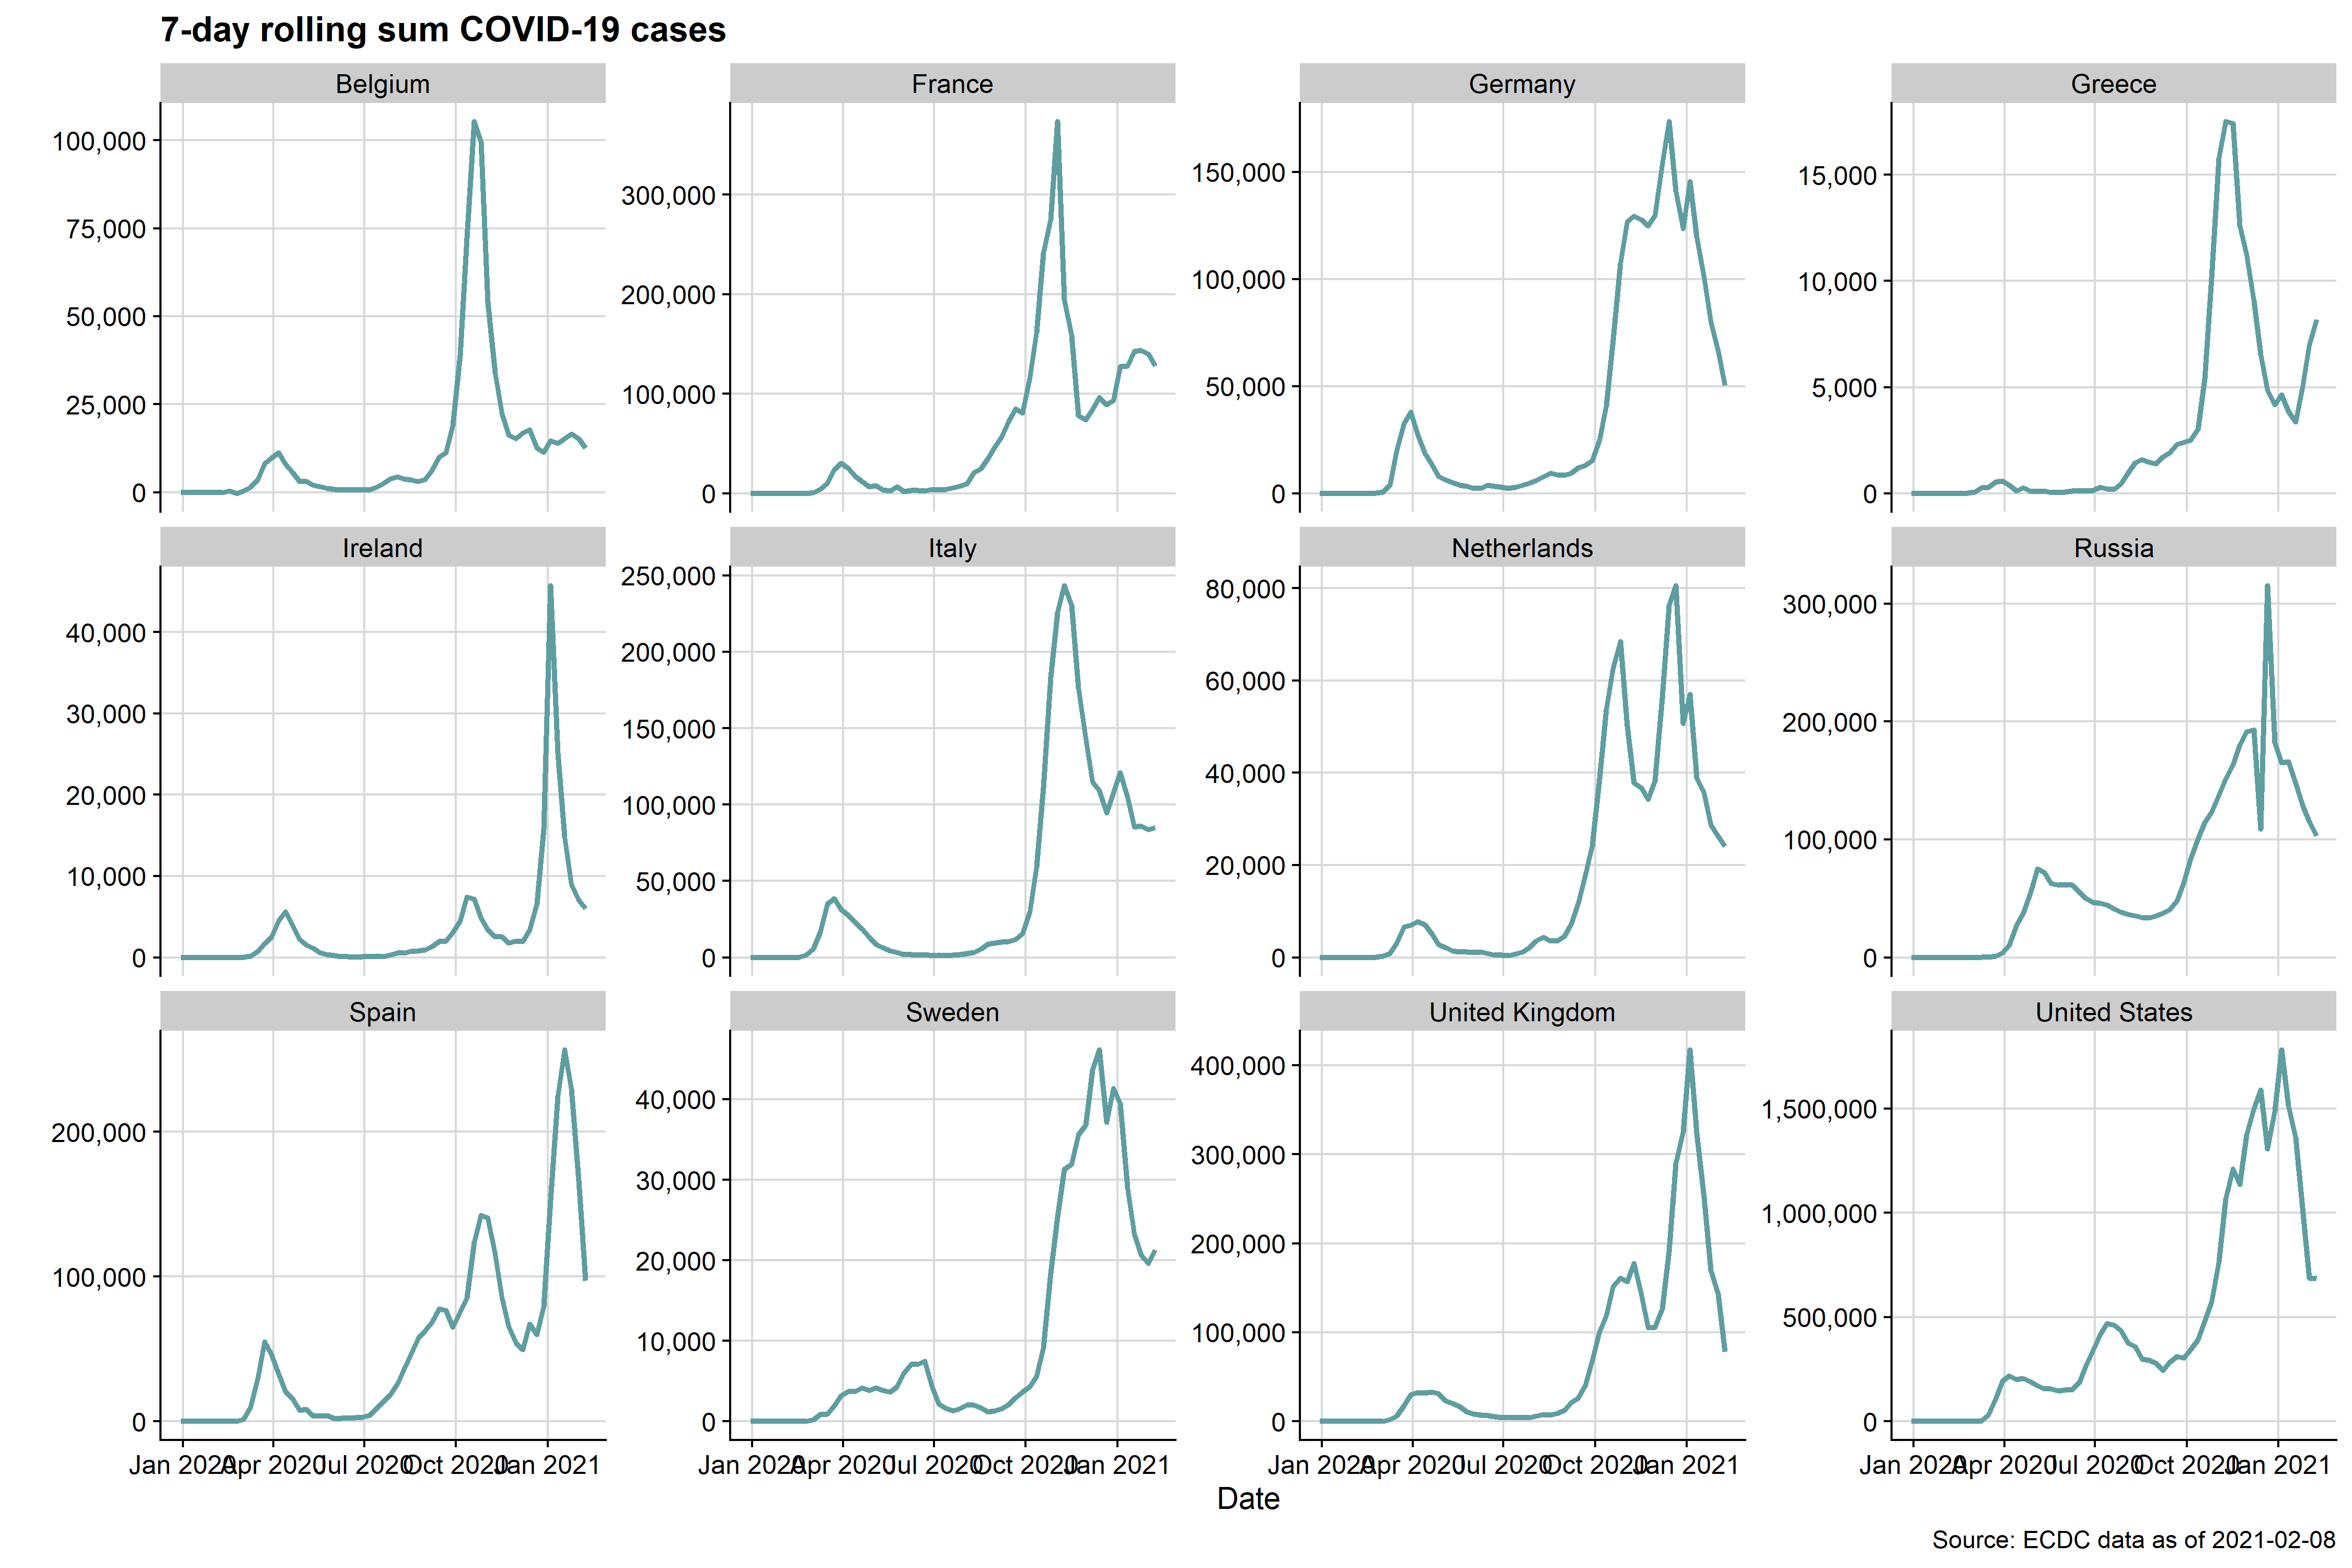 7-day rolling sum COVID-19 cases
Belgium
100,000
75,000
50,000
25,000
0
France
300,000
200,000
100,000
0
Germany
150,000
100,000
50,000
0
Greece
15,000
10,000
5,000
0
Ireland
40,000
30,000
20,000
10,000
0
Italy
250,000
200,000
150,000
100,000
50,000
0
Netherlands
80,000
60,000
40,000
20,000
0
Russia
300,000
200,000
100,000
0
Spain
200,000
100,000
0
Jan 2020 Apr 2020 Jul 2020 Oct 2020 Jan 2021
Sweden
40,000
30,000
20,000
10,000
0
Jan 2020 Apr 2020 Jul 2020 Oct 2020 Jan 2021
United Kingdom
400,000
300,000
200,000
100,000
0
Jan 2020 Apr 2020 Jul 2020 Oct 2020 Jan 2021
United States
1,500,000
1,000,000
500,000
0
Jan 2020 Apr 2020 Jul 2020 Oct 2020 Jan 2021
Date
Source: ECDC data as of 2021-02-08